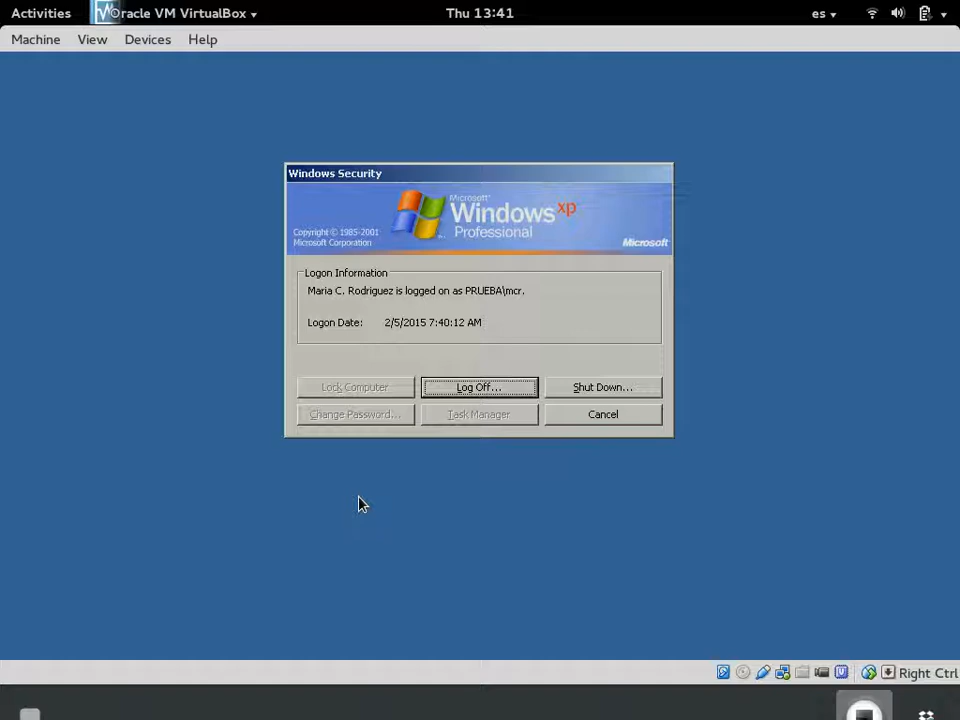 Activities Oracle VM VirtualBox Thu 13:41 es
Machine View Devices Help
Windows Security
Microsoft
Windows xp
Professional
Copyright © 1985-2001
Microsoft Corporation
Microsoft
Logon Information
Maria C. Rodriguez is logged on as PRUEBA\mcr.
Logon Date: 2/5/2015 7:40:12 AM
Lock Computer Log Off... Shut Down...
Change Password... Task Manager Cancel
Right Ctrl